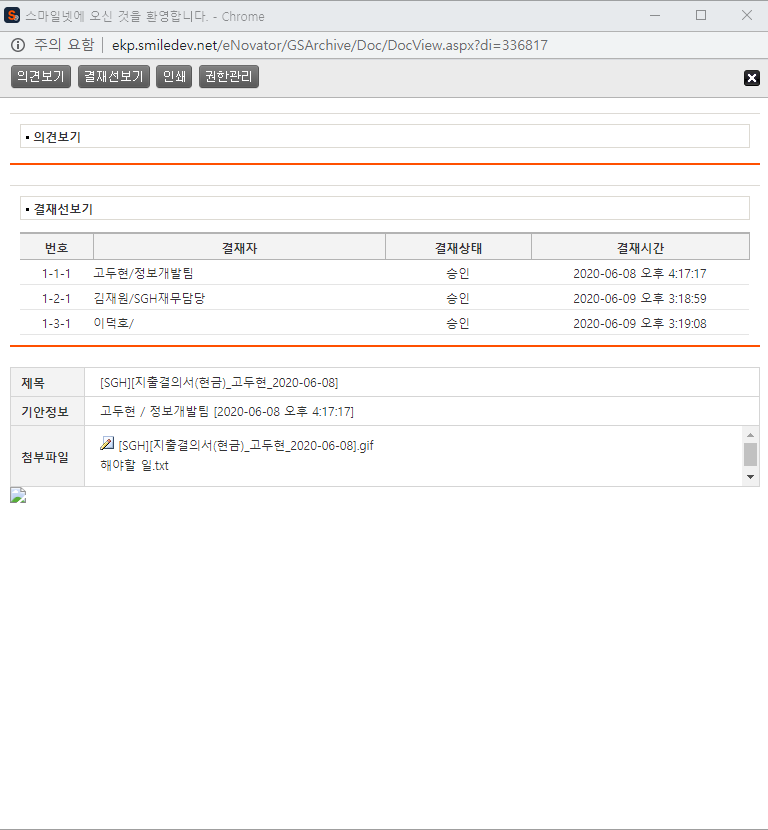 스마일넷에 오신 것을 환영합니다. - Chrome
주의 요함 | ekp.smiledev.net/eNovator/GSArchive/Doc/DocView.aspx?di=336817
의견보기 결재선보기 인쇄 권한관리
▪ 의견보기
▪ 결재선보기
번호 결재자 결재상태 결재시간
1-1-1 고두현/정보개발팀 승인 2020-06-08 오후 4:17:17
1-2-1 김재원/SGH재무담당 승인 2020-06-09 오후 3:18:59
1-3-1 이덕호/ 승인 2020-06-09 오후 3:19:08
제목 [SGH][지출결의서(현금)_고두현_2020-06-08]
기안정보 고두현 / 정보개발팀 [2020-06-08 오후 4:17:17]
첨부파일 [SGH][지출결의서(현금)_고두현_2020-06-08].gif
해야할 일.txt